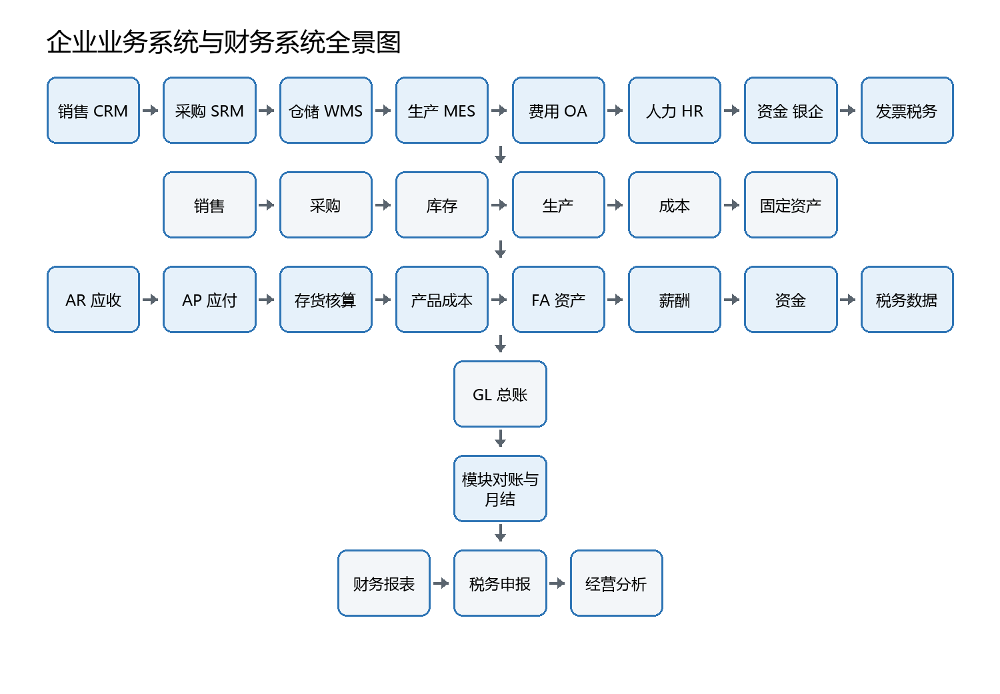 企业业务系统与财务系统全景图
销售 CRM
采购 SRM
仓储 WMS
生产 MES
费用 OA
人力 HR
资金 银企
发票税务
销售
采购
库存
生产
成本
固定资产
AR 应收
AP 应付
存货核算
产品成本
FA 资产
薪酬
资金
税务数据
GL 总账
模块对账与
月结
财务报表
税务申报
经营分析